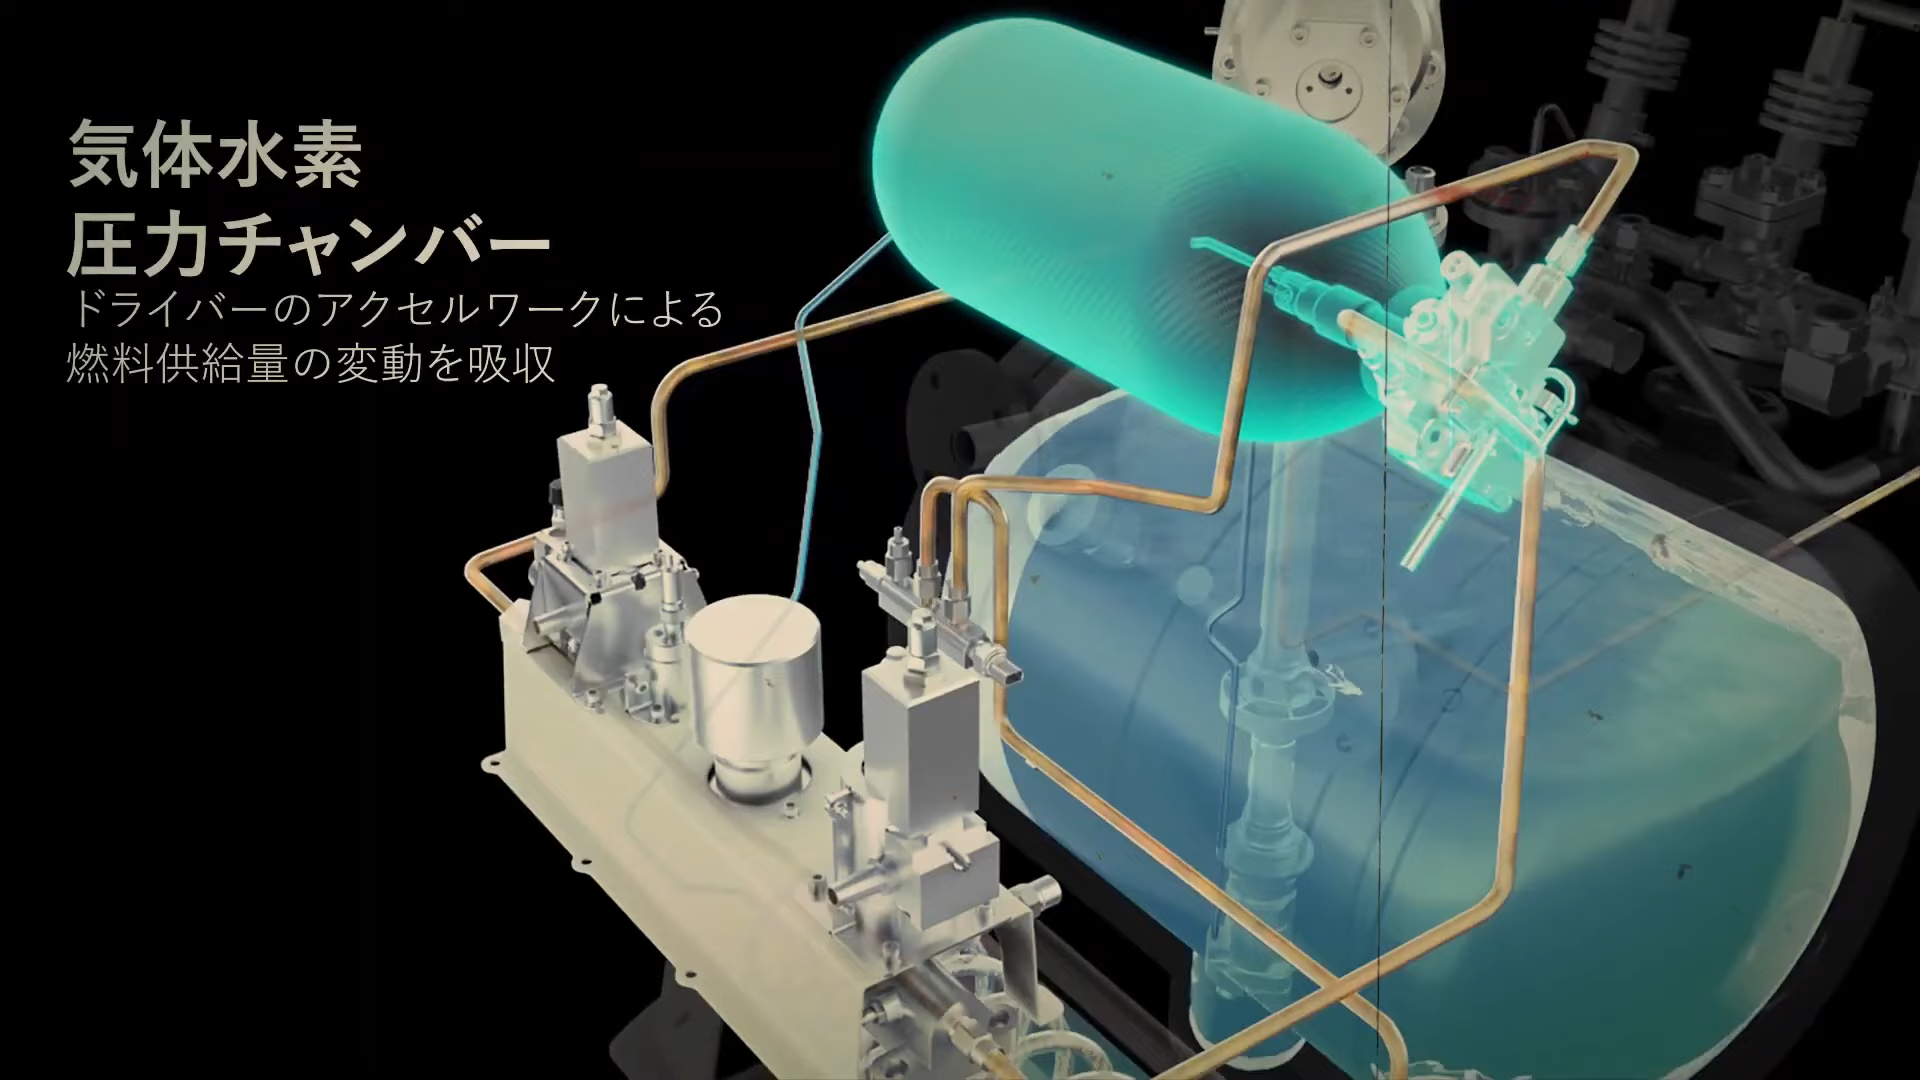 気体水素
圧力チャンバー
ドライバーのアクセルワークによる
燃料供給量の変動を吸収